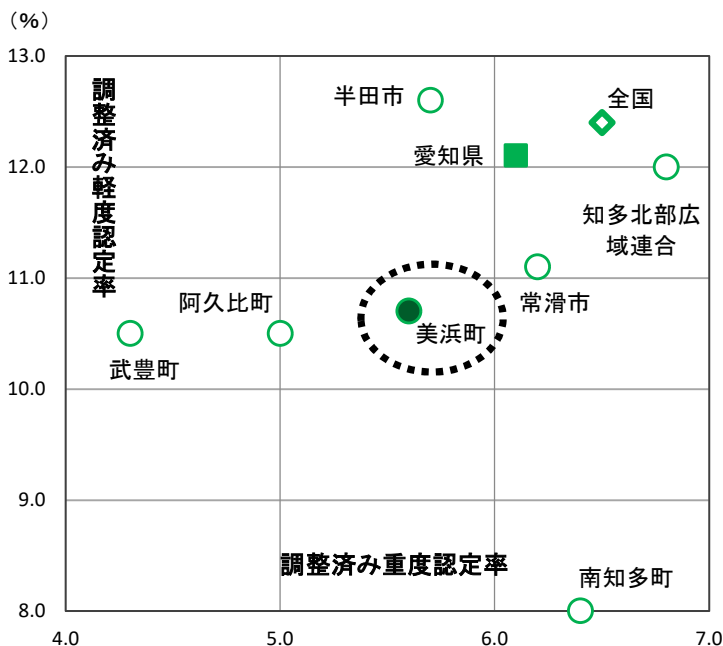 (%)
13.0
12.0
11.0
10.0
9.0
8.0
調整済み軽度認定率
半田市
全国
愛知県
知多北部広
域連合
常滑市
阿久比町
美浜町
武豊町
調整済み重度認定率
南知多町
4.0
5.0
6.0
7.0